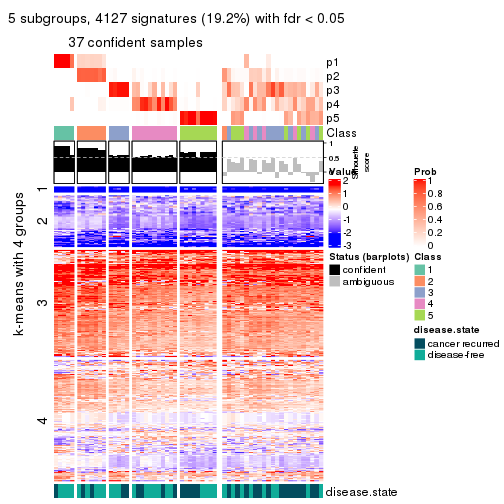 5 subgroups, 4127 signatures (19.2%) with fdr < 0.05
37 confident samples
p1
p2
p3
p4
p5
Class
1
0.5
0
Silhouette
score
k-means with 4 groups
1
2
3
4
Value
2
1
0
-1
-2
-3
Prob
1
0.8
0.6
0.4
0.2
0
Status (barplots)
confident
ambiguous
Class
1
2
3
4
5
disease.state
cancer recurred
disease-free
disease.state